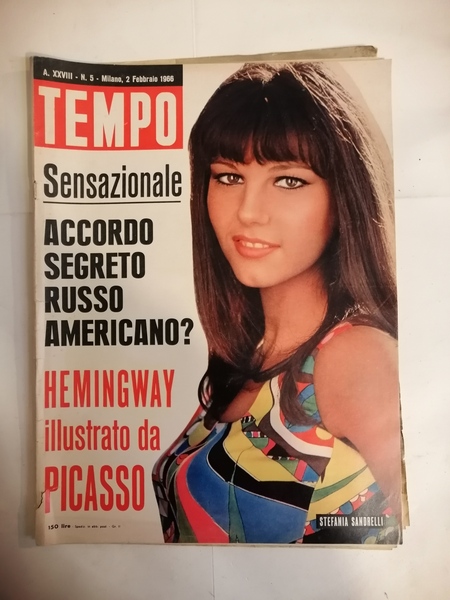 A. XXVIII - N. 5 - Milano, 2 Febbraio 1966
TEMPO
Sensazionale
ACCORDO
SEGRETO
RUSSO
AMERICANO?
HEMINGWAY
illustrato da
PICASSO
150 lire
STEFANIA SANDRELLI